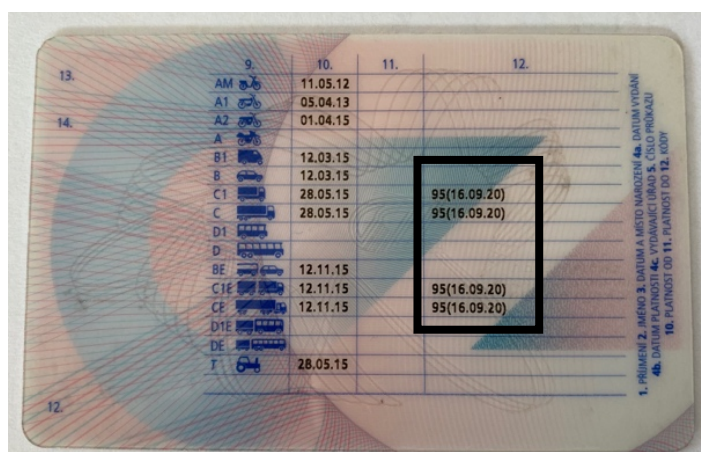 9. 10. 11. 12.
13.
AM 11.05.12
A1 05.04.13
14.
A2 01.04.15
A
B1 12.03.15
B 12.03.15
C1 28.05.15 95(16.09.20)
C 28.05.15 95(16.09.20)
D1
D
BE 12.11.15
C1E 12.11.15 95(16.09.20)
CE 12.11.15 95(16.09.20)
D1E
DE
T 28.05.15
12.
1. PŘÍJMENÍ 2. JMÉNO 3. DATUM A MÍSTO NAROZENÍ 4a. DATUM VYDÁNÍ
4b. DATUM PLATNOSTI 4c. VYDÁVAJÍCÍ ÚŘAD 5. ČÍSLO PRŮKAZU
10. PLATNOST OD 11. PLATNOST DO 12. KÓDY